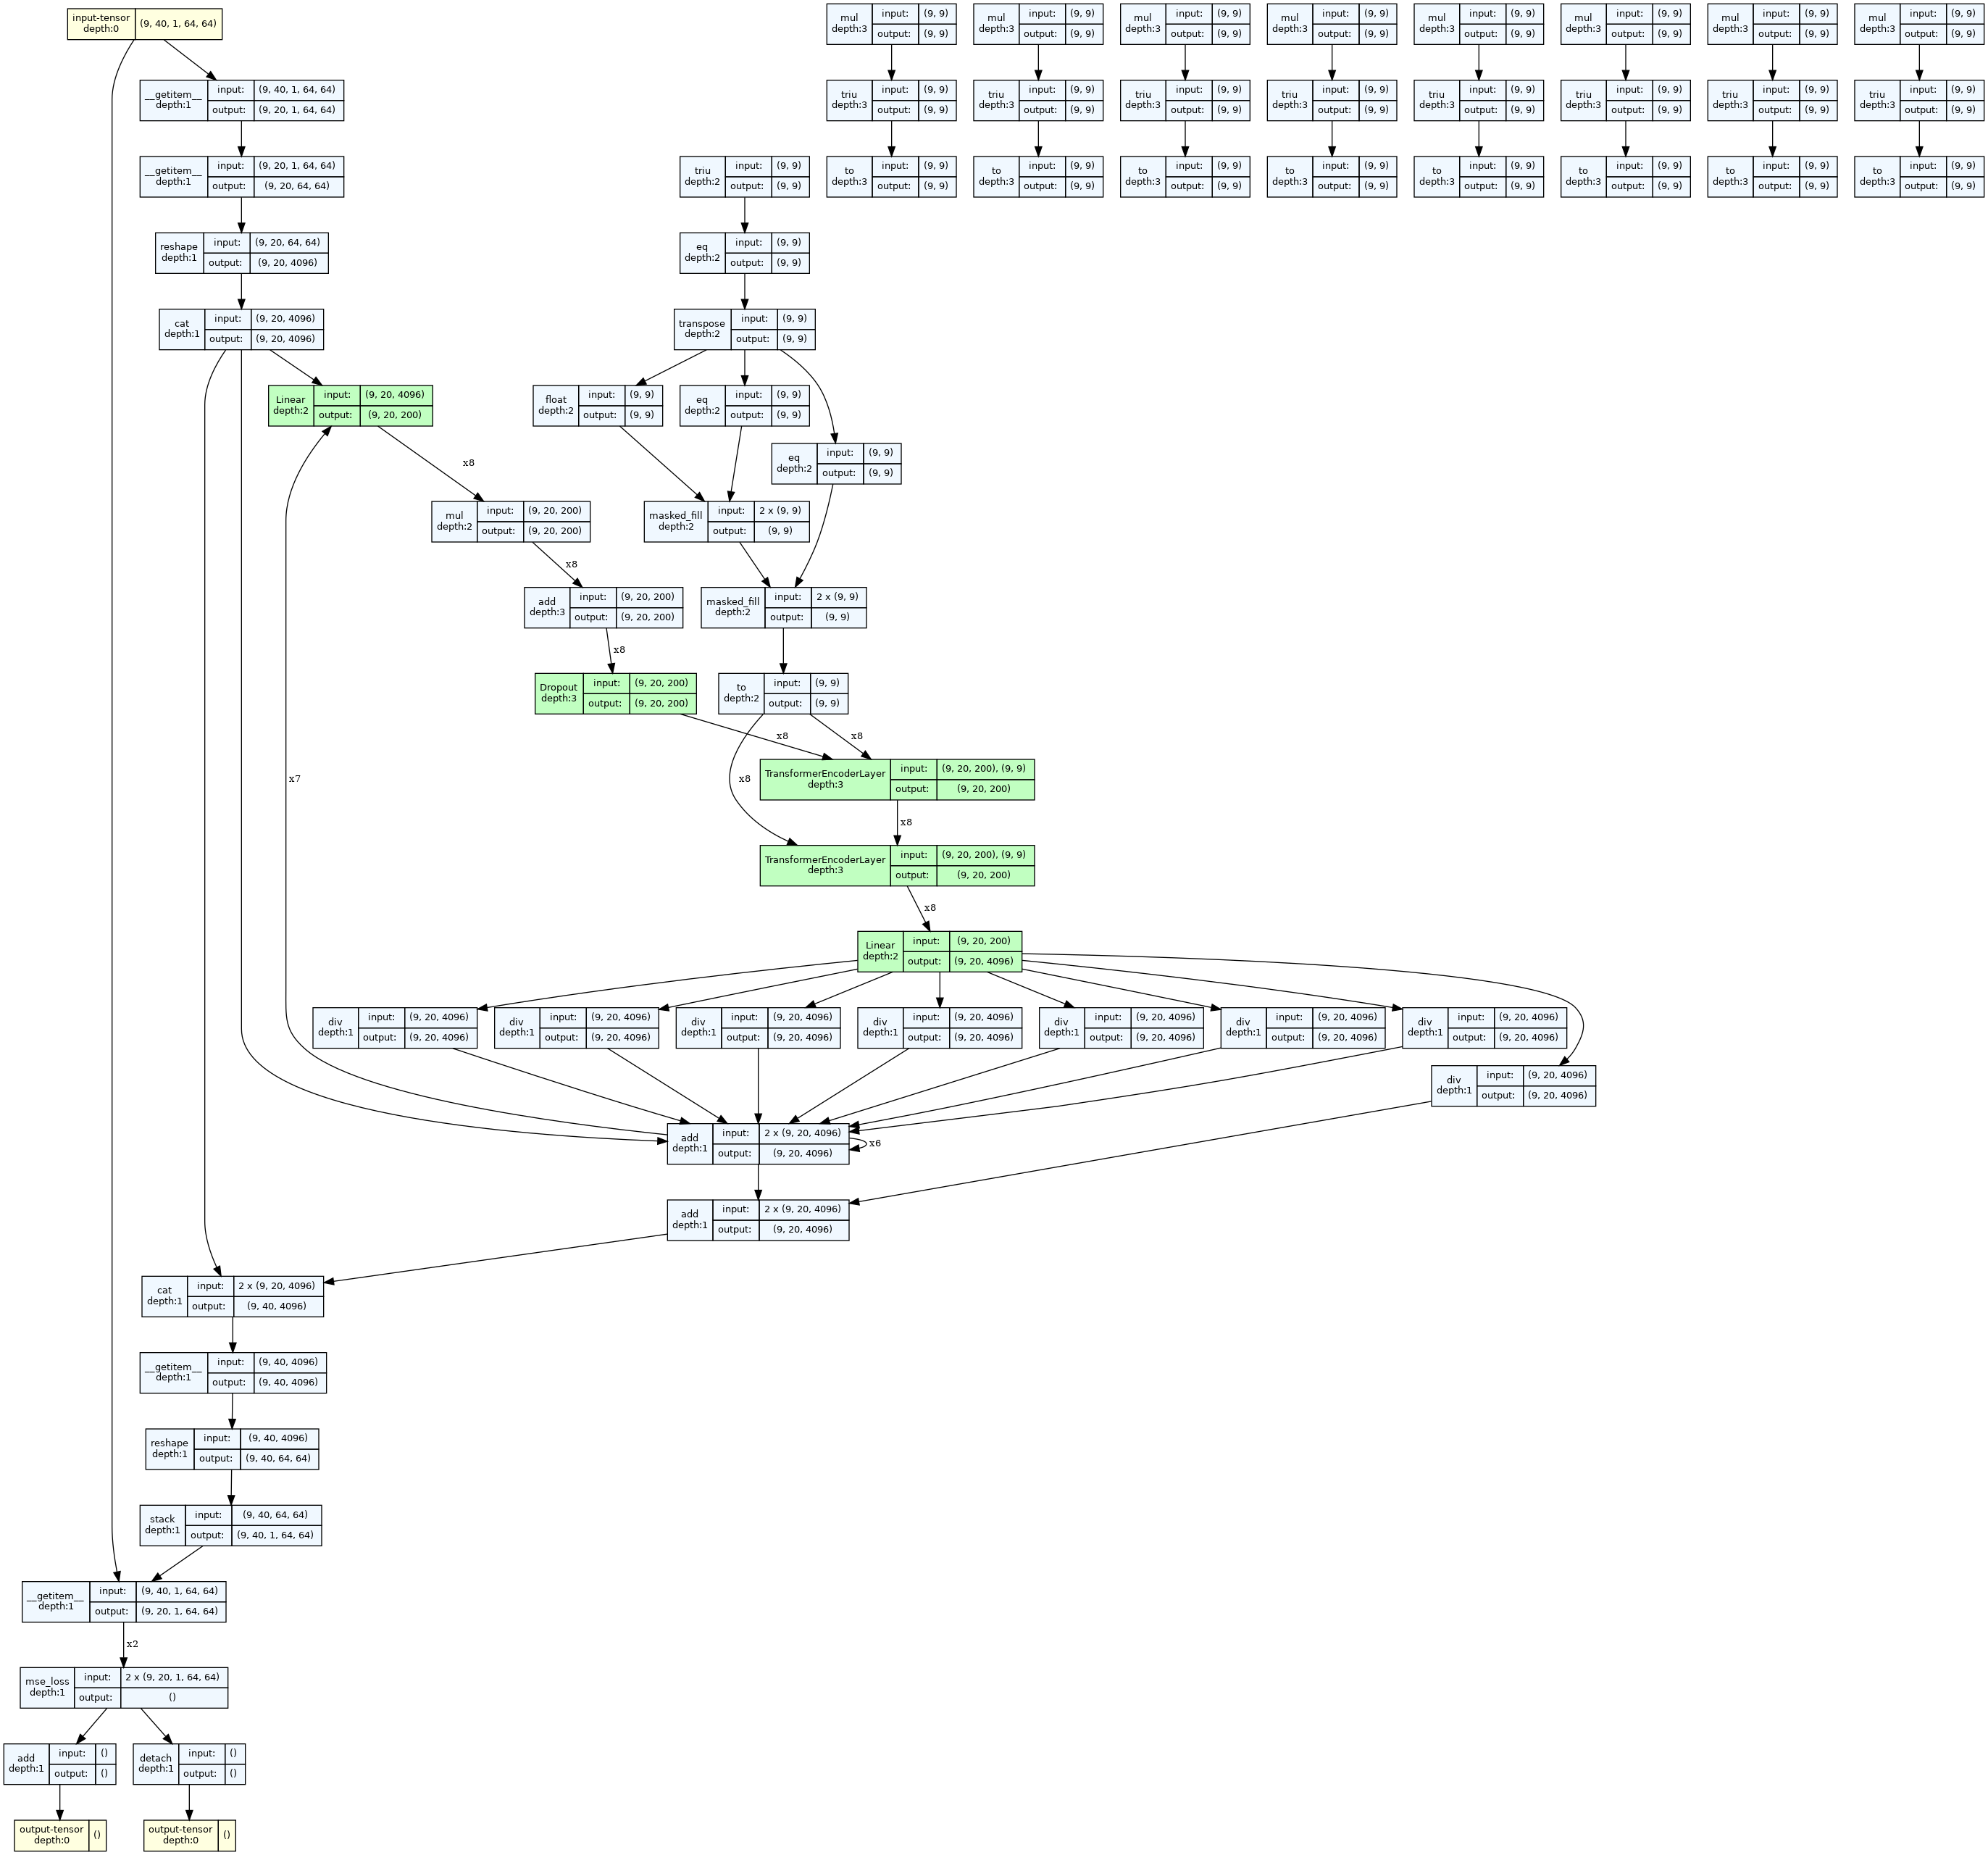 input-tensor
depth:0
(9, 40, 1, 64, 64)
mul
depth:3
input: (9, 9)
output: (9, 9)
mul
depth:3
input: (9, 9)
output: (9, 9)
mul
depth:3
input: (9, 9)
output: (9, 9)
mul
depth:3
input: (9, 9)
output: (9, 9)
mul
depth:3
input: (9, 9)
output: (9, 9)
mul
depth:3
input: (9, 9)
output: (9, 9)
mul
depth:3
input: (9, 9)
output: (9, 9)
mul
depth:3
input: (9, 9)
output: (9, 9)
__getitem__
depth:1
input: (9, 40, 1, 64, 64)
output: (9, 20, 1, 64, 64)
triu
depth:3
input: (9, 9)
output: (9, 9)
triu
depth:3
input: (9, 9)
output: (9, 9)
triu
depth:3
input: (9, 9)
output: (9, 9)
triu
depth:3
input: (9, 9)
output: (9, 9)
triu
depth:3
input: (9, 9)
output: (9, 9)
triu
depth:3
input: (9, 9)
output: (9, 9)
triu
depth:3
input: (9, 9)
output: (9, 9)
triu
depth:3
input: (9, 9)
output: (9, 9)
__getitem__
depth:1
input: (9, 20, 1, 64, 64)
output: (9, 20, 64, 64)
triu
depth:2
input: (9, 9)
output: (9, 9)
to
depth:3
input: (9, 9)
output: (9, 9)
to
depth:3
input: (9, 9)
output: (9, 9)
to
depth:3
input: (9, 9)
output: (9, 9)
to
depth:3
input: (9, 9)
output: (9, 9)
to
depth:3
input: (9, 9)
output: (9, 9)
to
depth:3
input: (9, 9)
output: (9, 9)
to
depth:3
input: (9, 9)
output: (9, 9)
to
depth:3
input: (9, 9)
output: (9, 9)
reshape
depth:1
input: (9, 20, 64, 64)
output: (9, 20, 4096)
eq
depth:2
input: (9, 9)
output: (9, 9)
cat
depth:1
input: (9, 20, 4096)
output: (9, 20, 4096)
transpose
depth:2
input: (9, 9)
output: (9, 9)
Linear
depth:2
input: (9, 20, 4096)
output: (9, 20, 200)
float
depth:2
input: (9, 9)
output: (9, 9)
eq
depth:2
input: (9, 9)
output: (9, 9)
eq
depth:2
input: (9, 9)
output: (9, 9)
x8
mul
depth:2
input: (9, 20, 200)
output: (9, 20, 200)
masked_fill
depth:2
input: 2 x (9, 9)
output: (9, 9)
x8
add
depth:3
input: (9, 20, 200)
output: (9, 20, 200)
masked_fill
depth:2
input: 2 x (9, 9)
output: (9, 9)
x8
Dropout
depth:3
input: (9, 20, 200)
output: (9, 20, 200)
to
depth:2
input: (9, 9)
output: (9, 9)
x8
x8
x7
x8
TransformerEncoderLayer
depth:3
input: (9, 20, 200), (9, 9)
output: (9, 20, 200)
x8
TransformerEncoderLayer
depth:3
input: (9, 20, 200), (9, 9)
output: (9, 20, 200)
x8
Linear
depth:2
input: (9, 20, 200)
output: (9, 20, 4096)
div
depth:1
input: (9, 20, 4096)
output: (9, 20, 4096)
div
depth:1
input: (9, 20, 4096)
output: (9, 20, 4096)
div
depth:1
input: (9, 20, 4096)
output: (9, 20, 4096)
div
depth:1
input: (9, 20, 4096)
output: (9, 20, 4096)
div
depth:1
input: (9, 20, 4096)
output: (9, 20, 4096)
div
depth:1
input: (9, 20, 4096)
output: (9, 20, 4096)
div
depth:1
input: (9, 20, 4096)
output: (9, 20, 4096)
div
depth:1
input: (9, 20, 4096)
output: (9, 20, 4096)
add
depth:1
input: 2 x (9, 20, 4096)
output: (9, 20, 4096)
x6
add
depth:1
input: 2 x (9, 20, 4096)
output: (9, 20, 4096)
cat
depth:1
input: 2 x (9, 20, 4096)
output: (9, 40, 4096)
__getitem__
depth:1
input: (9, 40, 4096)
output: (9, 40, 4096)
reshape
depth:1
input: (9, 40, 4096)
output: (9, 40, 64, 64)
stack
depth:1
input: (9, 40, 64, 64)
output: (9, 40, 1, 64, 64)
__getitem__
depth:1
input: (9, 40, 1, 64, 64)
output: (9, 20, 1, 64, 64)
x2
mse_loss
depth:1
input: 2 x (9, 20, 1, 64, 64)
output: ()
add
depth:1
input: ()
output: ()
detach
depth:1
input: ()
output: ()
output-tensor
depth:0
()
output-tensor
depth:0
()